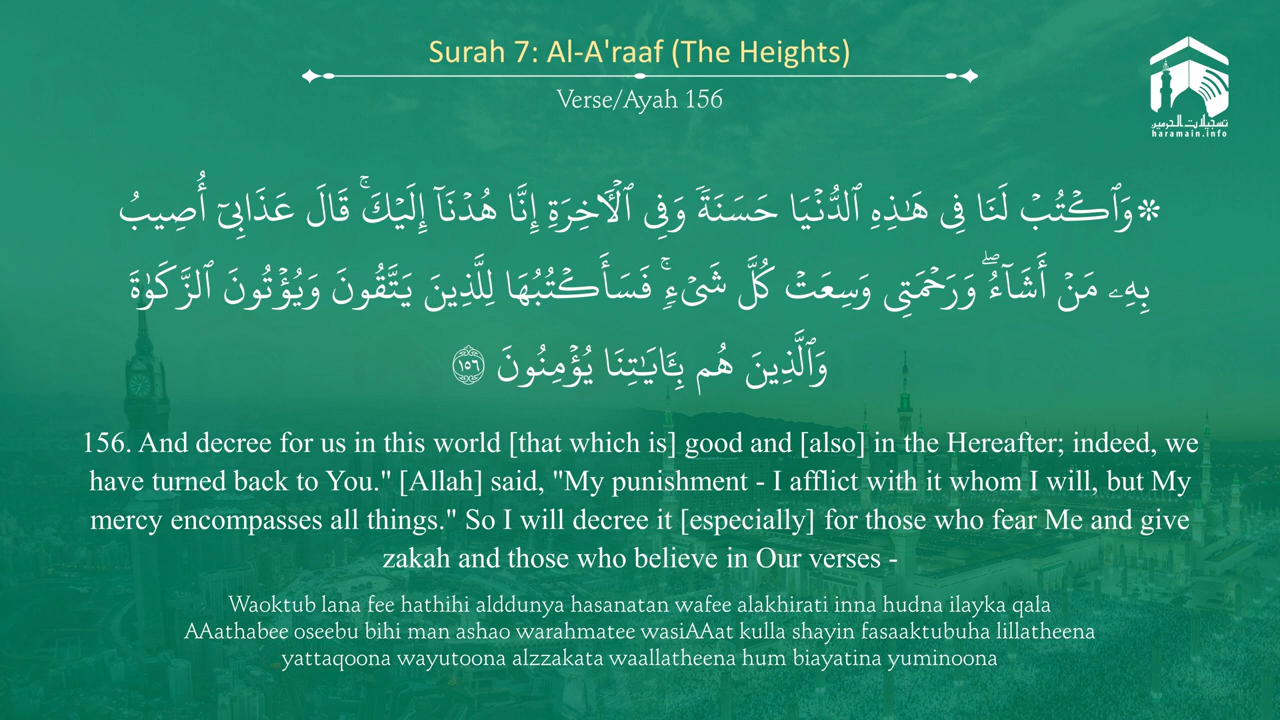 Surah 7: Al-A'raaf (The Heights)
Verse/Ayah 156
تسجيلات الحرمين
haramain.info
۞وَٱكۡتُبۡ لَنَا فِي هَٰذِهِ ٱلدُّنۡيَا حَسَنَةٗ وَفِي ٱلۡأٓخِرَةِ إِنَّا هُدۡنَآ إِلَيۡكَۚ قَالَ عَذَابِيٓ أُصِيبُ
بِهِۦ مَنۡ أَشَآءُۖ وَرَحۡمَتِي وَسِعَتۡ كُلَّ شَيۡءٖۚ فَسَأَكۡتُبُهَا لِلَّذِينَ يَتَّقُونَ وَيُؤۡتُونَ ٱلزَّكَوٰةَ
وَٱلَّذِينَ هُم بِـَٔايَٰتِنَا يُؤۡمِنُونَ ١٥٦
156. And decree for us in this world [that which is] good and [also] in the Hereafter; indeed, we
have turned back to You." [Allah] said, "My punishment - I afflict with it whom I will, but My
mercy encompasses all things." So I will decree it [especially] for those who fear Me and give
zakah and those who believe in Our verses -
Waoktub lana fee hathihi alddunya hasanatan wafee alakhirati inna hudna ilayka qala
AAathabee oseebu bihi man ashao warahmatee wasiAAat kulla shayin fasaaktubuha lillatheena
yattaqoona wayutoona alzzakata waallatheena hum biayatina yuminoona